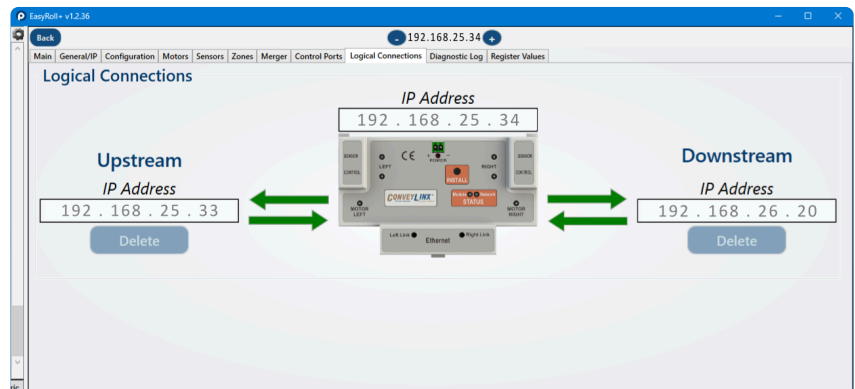 EasyRoll+ v1.2.36
Back
- 192.168.25.34 +
Main General/IP Configuration Motors Sensors Zones Merger Control Ports Logical Connections Diagnostic Log Register Values
Logical Connections
IP Address
192 . 168 . 25 . 34
Upstream
IP Address
192 . 168 . 25 . 33
Delete
SENSOR
CONTROL
LEFT
CE
+ -
POWER
INSTALL
RIGHT
SENSOR
CONTROL
MOTOR
LEFT
CONVEYLINX
Module Network
STATUS
MOTOR
RIGHT
Left Link
Ethernet
Right Link
Downstream
IP Address
192 . 168 . 26 . 20
Delete